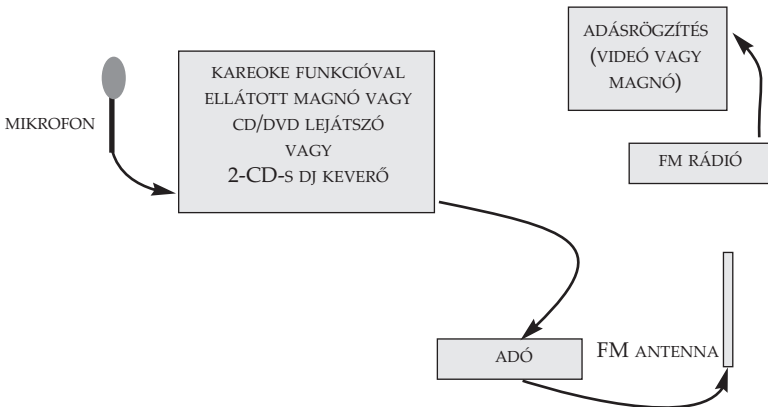 MIKROFON
KAREOKE FUNKCIÓVAL
ELLÁTOTT MAGNÓ VAGY
CD/DVD LEJÁTSZÓ
VAGY
2-CD-S DJ KEVERŐ
ADÁSRÖGZÍTÉS
(VIDEÓ VAGY
MAGNÓ)
FM RÁDIÓ
ADÓ
FM ANTENNA